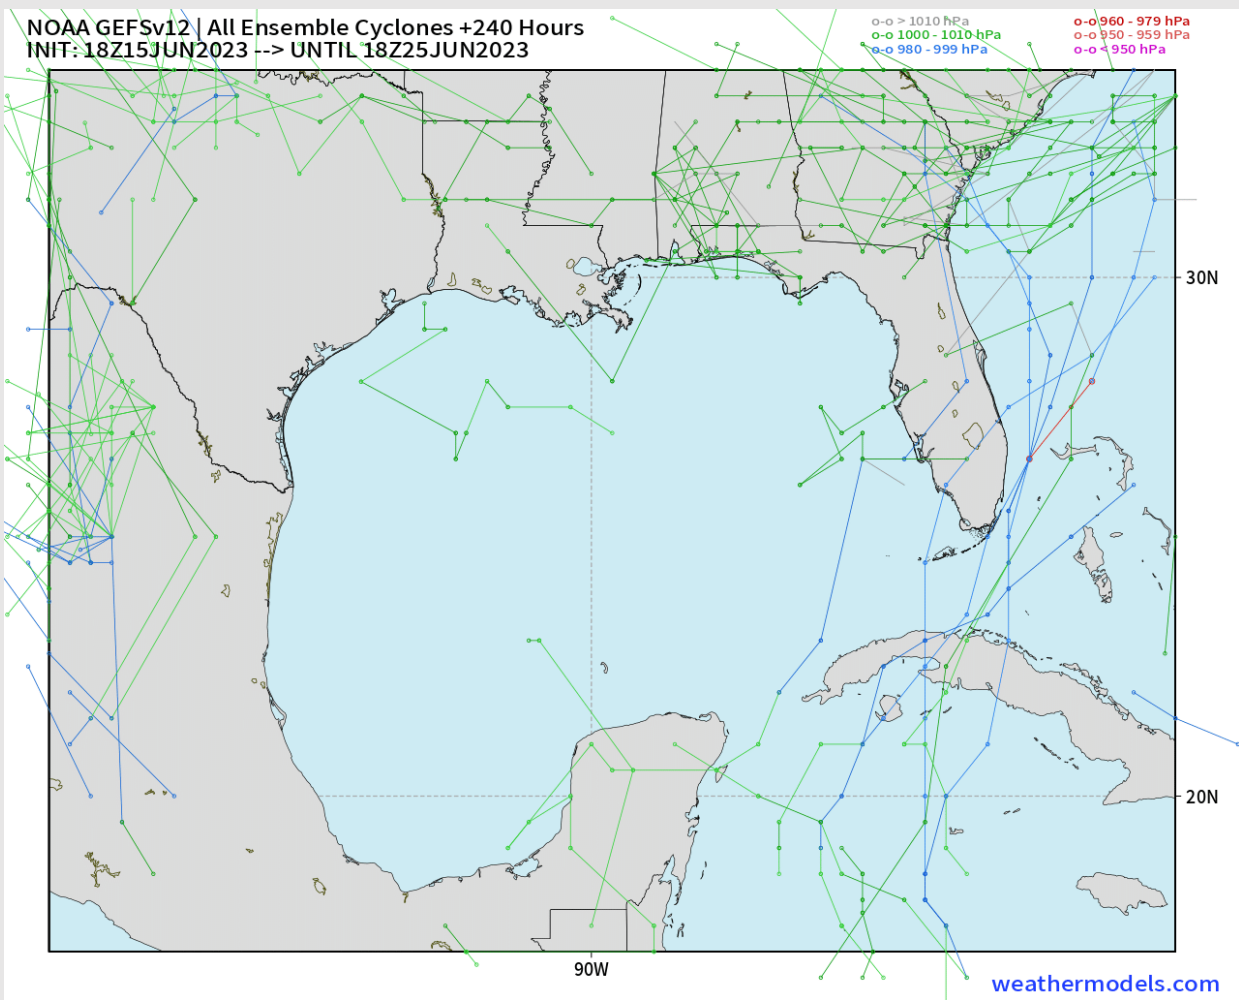 NOAA GEFSv12 | All Ensemble Cyclones +240 Hours
INIT: 18Z15JUN2023 --> UNTIL 18Z25JUN2023
o-o > 1010 hPa
o-o 1000 - 1010 hPa
o-o 980 - 999 hPa
o-o 960 - 979 hPa
o-o 950 - 959 hPa
o-o < 950 hPa
30N
20N
90W
weathermodels.com